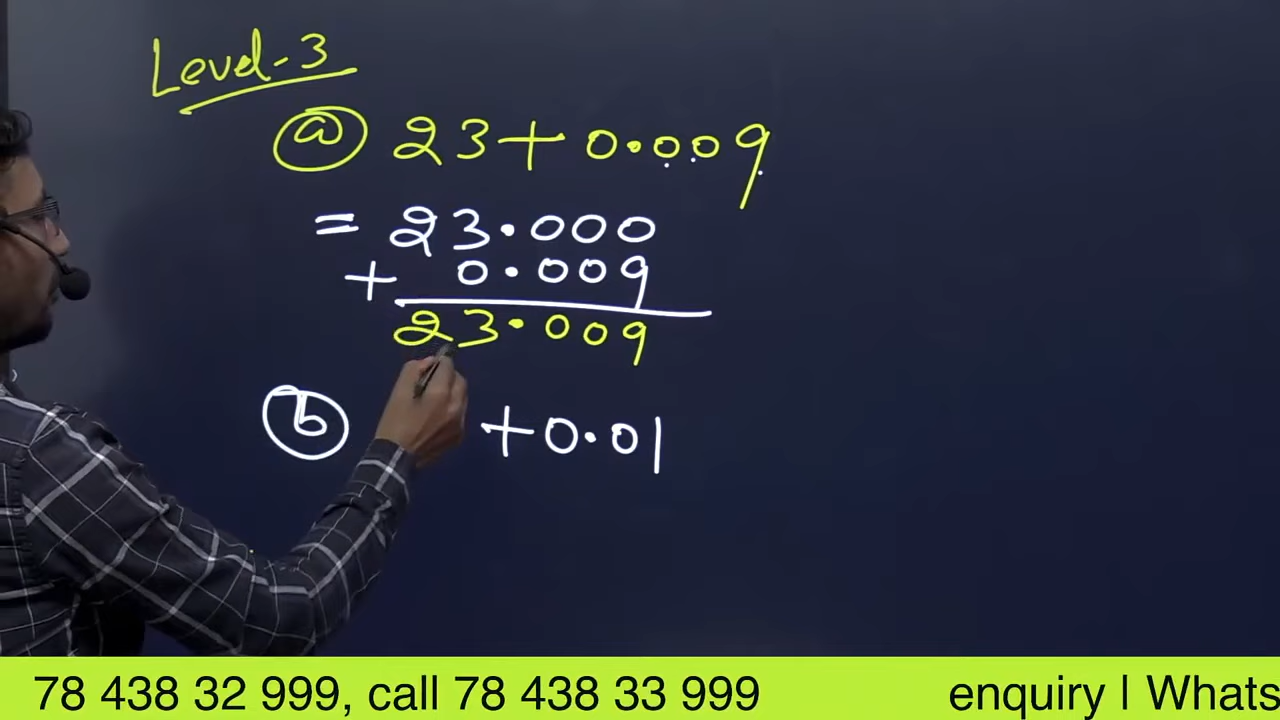 Level-3
(a) 23+0.009
= 23.000
+ 0.009
23.009
(b) +0.01
78 438 32 999, call 78 438 33 999 enquiry | Whats